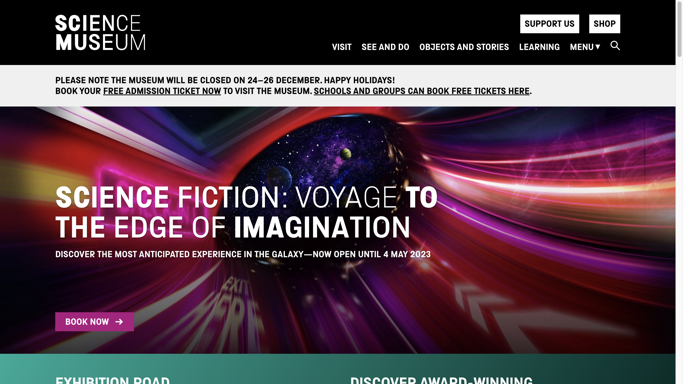 SCIENCE
MUSEUM
SUPPORT US
SHOP
VISIT
SEE AND DO
OBJECTS AND STORIES
LEARNING
MENU
PLEASE NOTE THE MUSEUM WILL BE CLOSED ON 24–26 DECEMBER. HAPPY HOLIDAYS!
BOOK YOUR FREE ADMISSION TICKET NOW TO VISIT THE MUSEUM. SCHOOLS AND GROUPS CAN BOOK FREE TICKETS HERE.
SCIENCE FICTION: VOYAGE TO
THE EDGE OF IMAGINATION
DISCOVER THE MOST ANTICIPATED EXPERIENCE IN THE GALAXY—NOW OPEN UNTIL 4 MAY 2023
EXIT
HERE
BOOK NOW
EXHIBITION ROAD
DISCOVER AWARD-WINNING